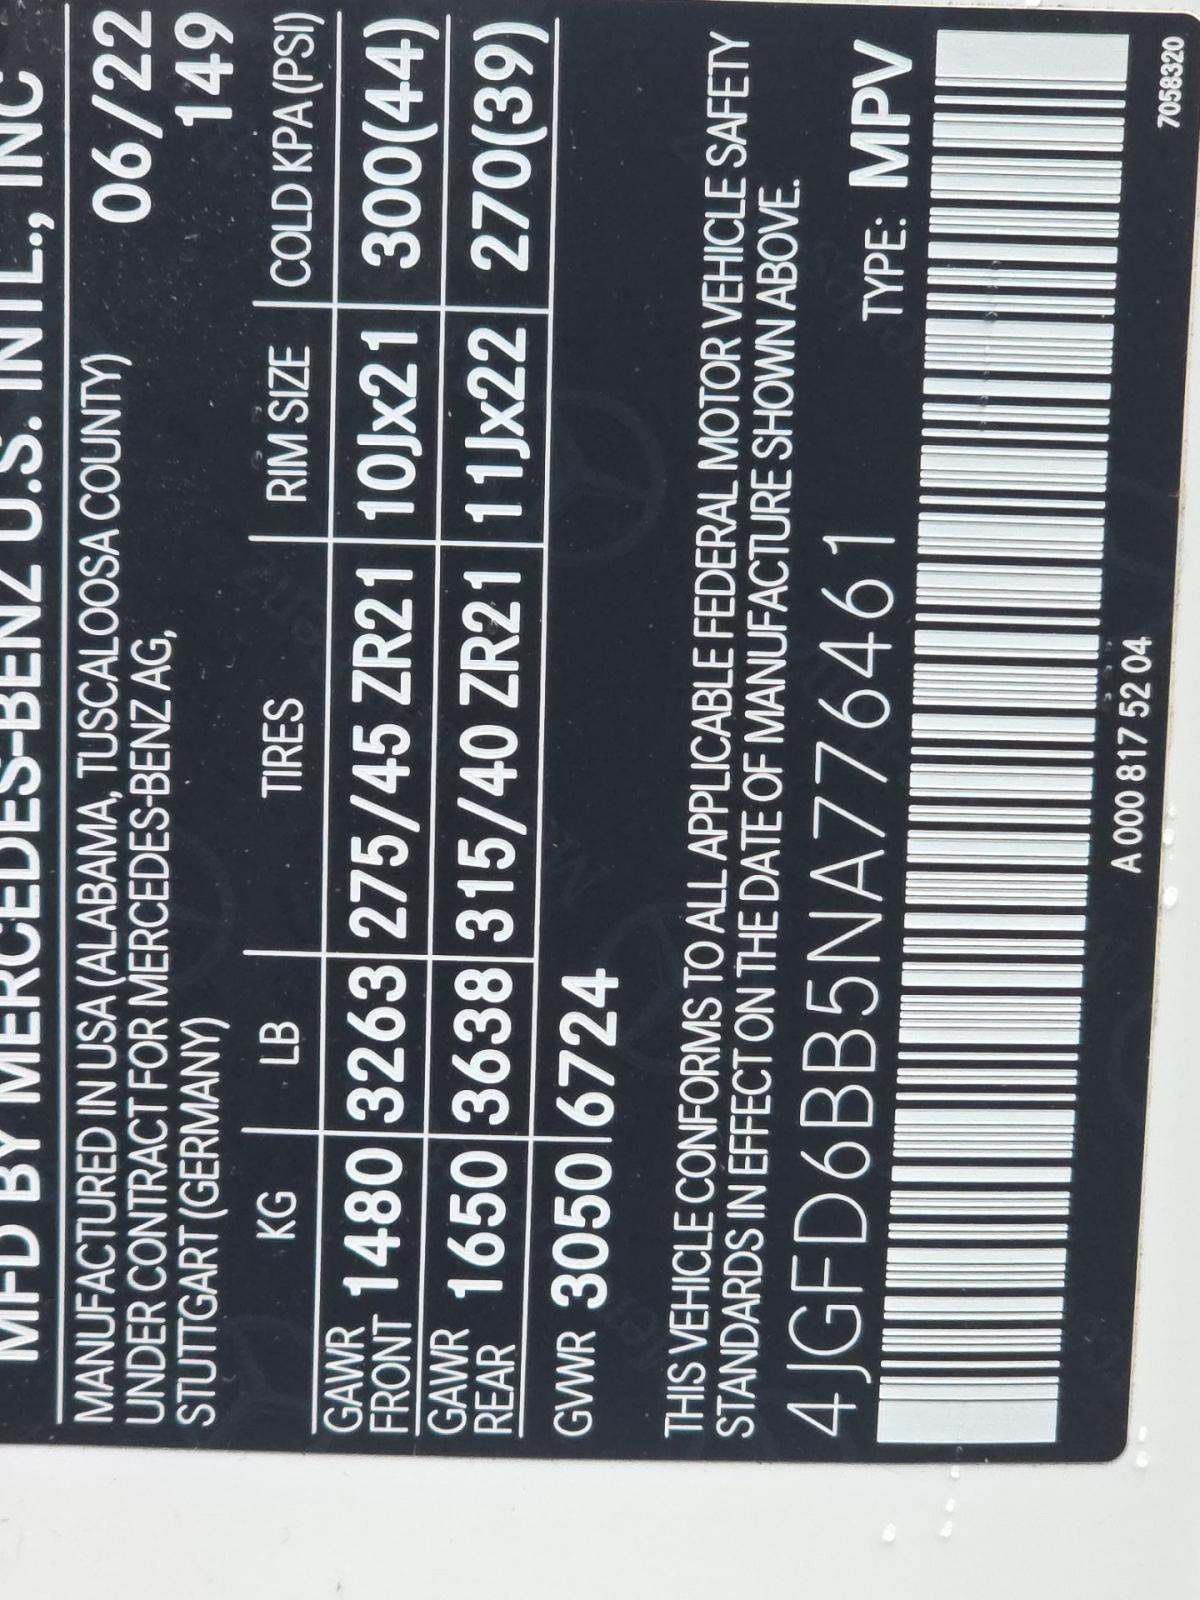 MFD BY MERCEDES-BENZ U.S. INTL., INC
MANUFACTURED IN USA (ALABAMA, TUSCALOOSA COUNTY) 06/22
UNDER CONTRACT FOR MERCEDES-BENZ AG, 149
STUTTGART (GERMANY)
KG LB TIRES RIM SIZE COLD KPA (PSI)
GAWR FRONT 1480 3263 275/45 ZR21 10Jx21 300(44)
GAWR REAR 1650 3638 315/40 ZR21 11Jx22 270(39)
GVWR 3050 6724
THIS VEHICLE CONFORMS TO ALL APPLICABLE FEDERAL MOTOR VEHICLE SAFETY
STANDARDS IN EFFECT ON THE DATE OF MANUFACTURE SHOWN ABOVE.
4JGFD6BB5NA776461 TYPE: MPV
A 000 817 52 04
7058320